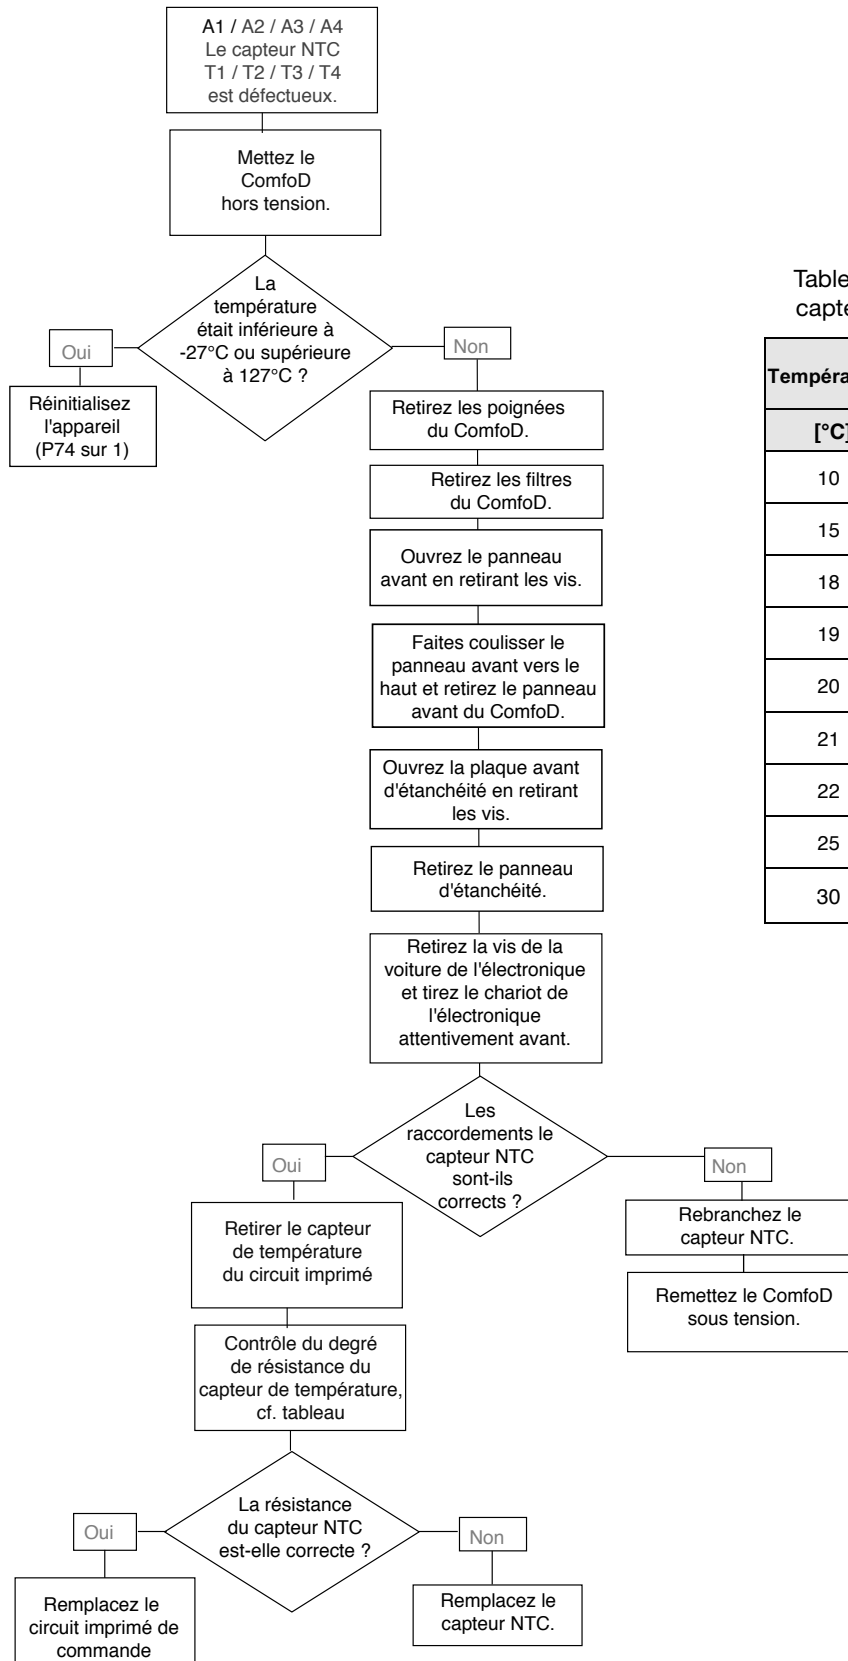 A1 / A2 / A3 / A4
Le capteur NTC
T1 / T2 / T3 / T4
est défectueux.
Mettez le
ComfoD
hors tension.
La
température
était inférieure à
-27°C ou supérieure
à 127°C ?
Oui
Non
Réinitialisez
l'appareil
(P74 sur 1)
Retirez les poignées
du ComfoD.
Retirez les filtres
du ComfoD.
Ouvrez le panneau
avant en retirant les vis.
Faites coulisser le
panneau avant vers le
haut et retirez le panneau
avant du ComfoD.
Ouvrez la plaque avant
d'étanchéité en retirant
les vis.
Retirez le panneau
d'étanchéité.
Retirez la vis de la
voiture de l'électronique
et tirez le chariot de
l'électronique
attentivement avant.
Les
raccordements le
capteur NTC
sont-ils
corrects ?
Oui
Non
Retirer le capteur
de température
du circuit imprimé
Rebranchez le
capteur NTC.
Remettez le ComfoD
sous tension.
Contrôle du degré
de résistance du
capteur de température,
cf. tableau
La résistance
du capteur NTC
est-elle correcte ?
Oui
Non
Remplacez le
circuit imprimé de
commande
Remplacez le
capteur NTC.
Table
capte
Tempéra
[°C]
10
15
18
19
20
21
22
25
30